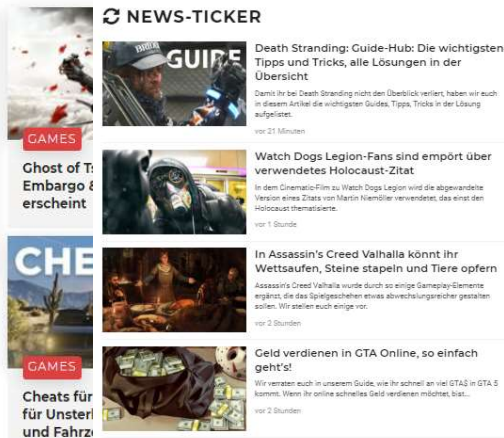 NEWS-TICKER
GUIDE
Death Stranding: Guide-Hub: Die wichtigsten
Tipps und Tricks, alle Lösungen in der
Übersicht
Damit ihr bei Death Stranding nicht den Überblick verliert, haben wir euch
in diesem Artikel die wichtigsten Guides, Tipps, Tricks in der Lösung
aufgelistet.
vor 21 Minuten
Watch Dogs Legion-Fans sind empört über
verwendetes Holocaust-Zitat
In dem Cinematic-Film zu Watch Dogs Legion wird die abgewandelte
Version eines Zitats von Martin Niemöller verwendet, das einst den
Holocaust thematisierte.
vor 1 Stunde
In Assassin's Creed Valhalla könnt ihr
Wettsaufen, Steine stapeln und Tiere opfern
Assassin's Creed Valhalla wurde durch so einige Gameplay-Elemente
ergänzt, die das Spielgeschehen etwas abwechslungsreicher gestalten
sollen. Wir stellen euch einige vor.
vor 2 Stunden
Geld verdienen in GTA Online, so einfach
geht's!
Wir verraten euch in unserem Guide, wie ihr schnell an viel GTA$ in GTA 5
kommt. Wenn ihr online schnelles Geld verdienen möchtet, bist...
vor 2 Stunden
GAMES
Ghost of Ts
Embargo &
erscheint
CHE
GAMES
Cheats für
für Unsterl
und Fahrze